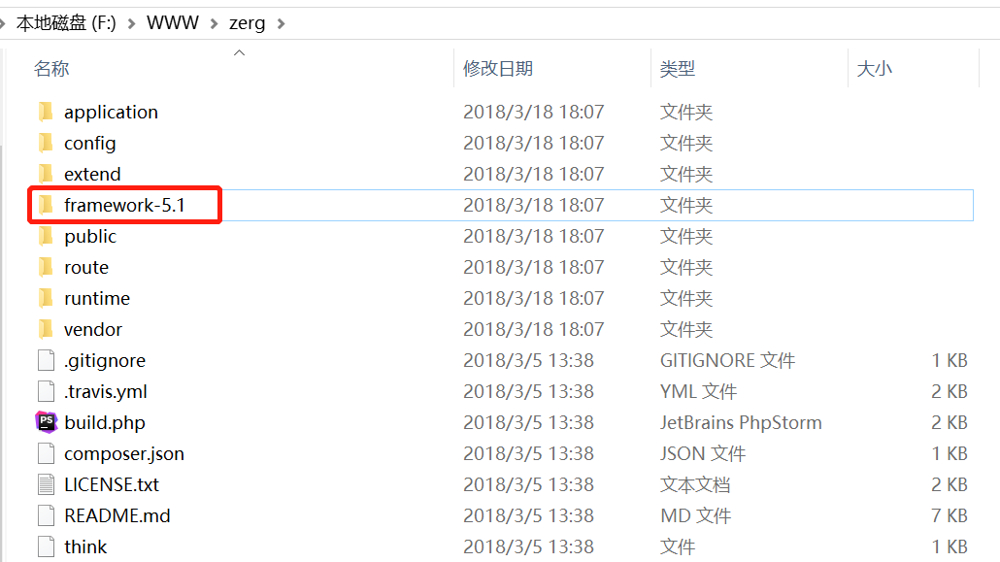 本地磁盘 (F:) > WWW > zerg >
名称 修改日期 类型 大小
application 2018/3/18 18:07 文件夹
config 2018/3/18 18:07 文件夹
extend 2018/3/18 18:07 文件夹
framework-5.1 2018/3/18 18:07 文件夹
public 2018/3/18 18:07 文件夹
route 2018/3/18 18:07 文件夹
runtime 2018/3/18 18:07 文件夹
vendor 2018/3/18 18:07 文件夹
.gitignore 2018/3/5 13:38 GITIGNORE 文件 1 KB
.travis.yml 2018/3/5 13:38 YML 文件 2 KB
PS build.php 2018/3/5 13:38 JetBrains PhpStorm 2 KB
composer.json 2018/3/5 13:38 JSON 文件 1 KB
LICENSE.txt 2018/3/5 13:38 文本文档 2 KB
README.md 2018/3/5 13:38 MD 文件 7 KB
think 2018/3/5 13:38 文件 1 KB